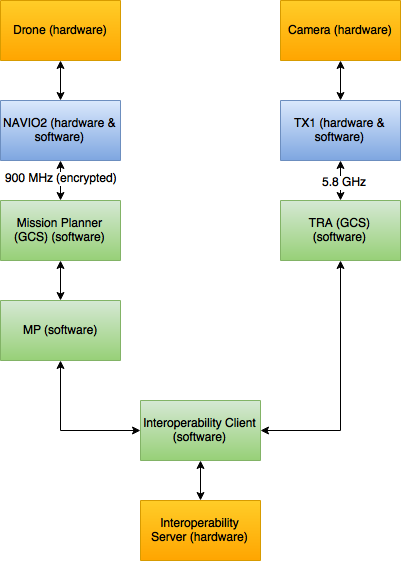 Drone (hardware)
Camera (hardware)
NAVIO2 (hardware &
software)
TX1 (hardware &
software)
900 MHz (encrypted)
5.8 GHz
Mission Planner
(GCS) (software)
TRA (GCS)
(software)
MP (software)
Interoperability Client
(software)
Interoperability
Server (hardware)